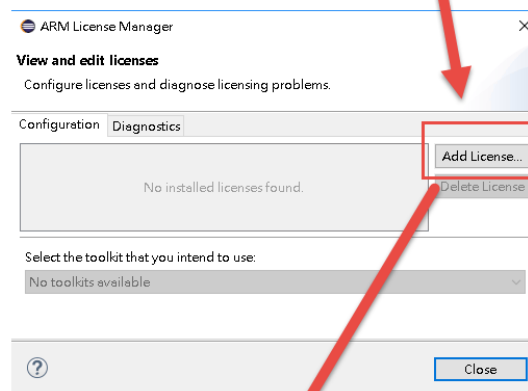 ARM License Manager
View and edit licenses
Configure licenses and diagnose licensing problems.
Configuration Diagnostics
Add License...
No installed licenses found.
Delete License
Select the toolkit that you intend to use:
No toolkits available
Close